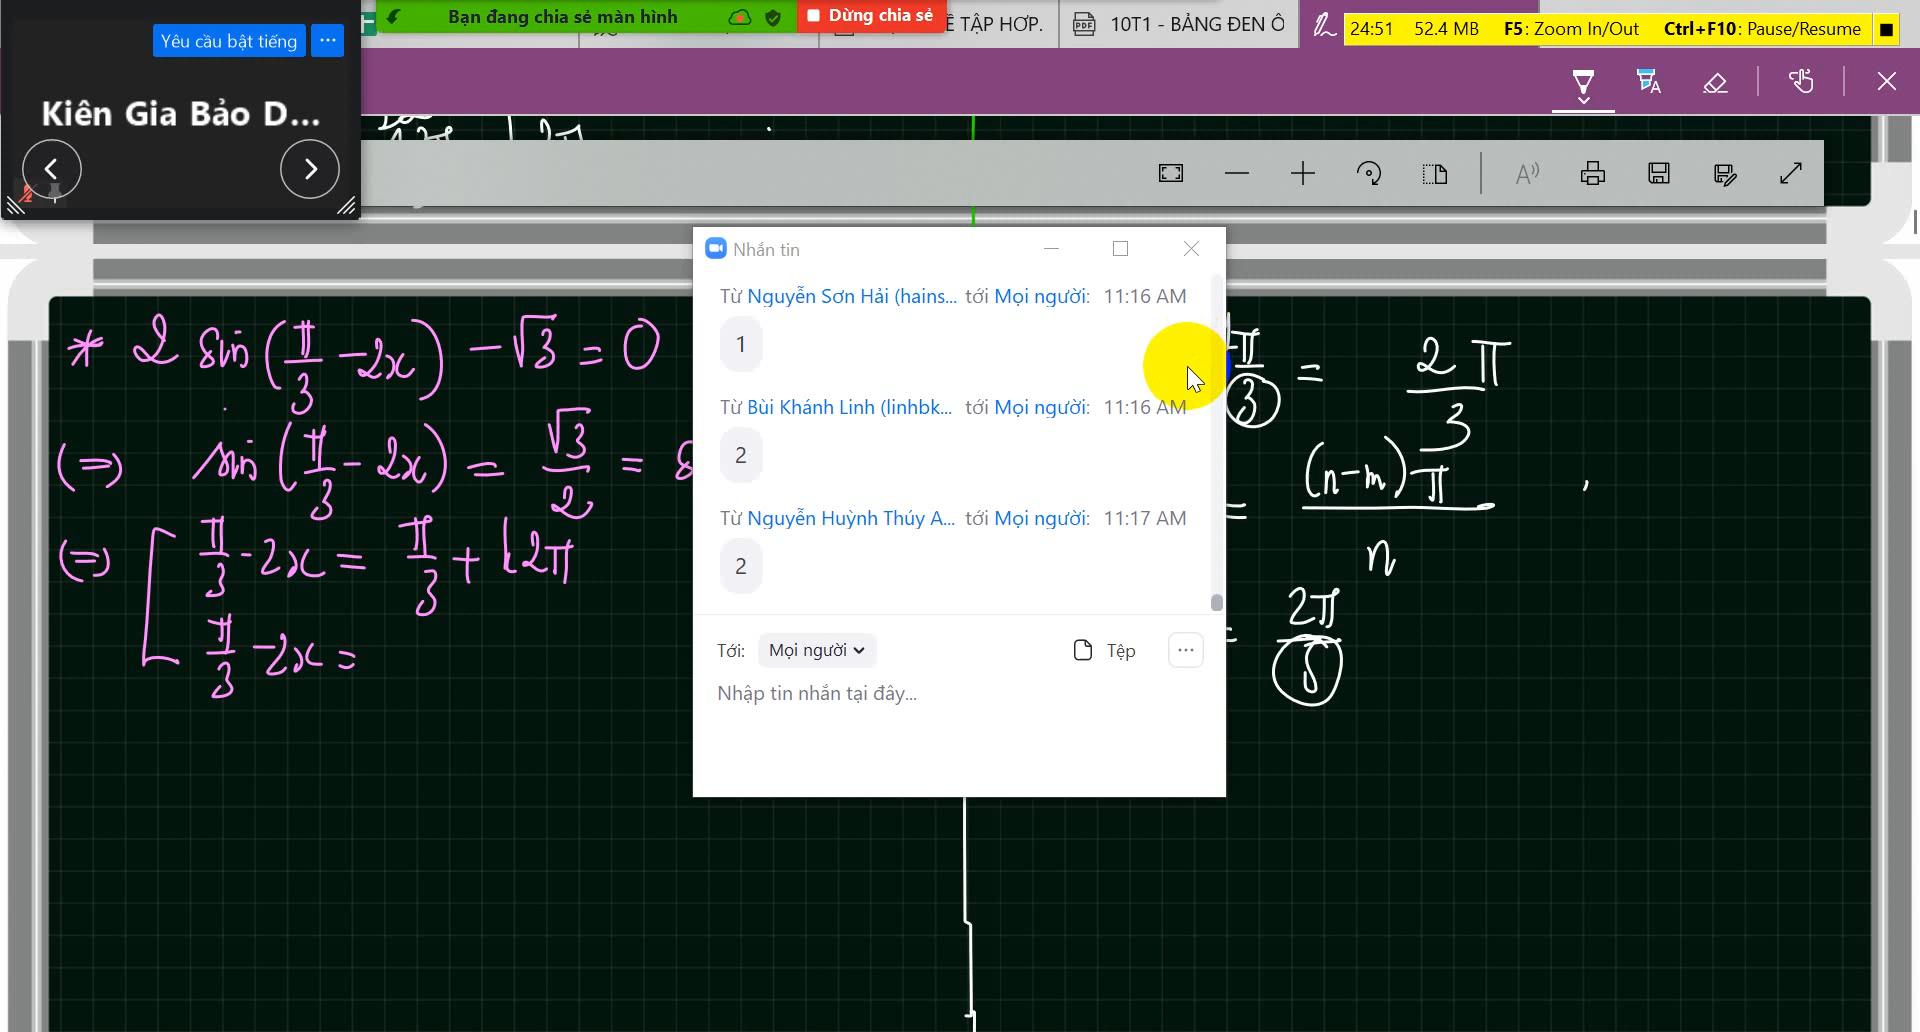 Bạn đang chia sẻ màn hình
Dừng chia sẻ
Ề TẬP HƠP.
10T1 - BẢNG ĐEN Ô
24:51 52.4 MB F5: Zoom In/Out Ctrl+F10: Pause/Resume
Yêu cầu bật tiếng
...
Kiên Gia Bảo D...
Nhắn tin
Từ Nguyễn Sơn Hải (hains... tới Mọi người: 11:16 AM
1
Từ Bùi Khánh Linh (linhbk... tới Mọi người: 11:16 AM
2
Từ Nguyễn Huỳnh Thúy A... tới Mọi người: 11:17 AM
2
Tới: Mọi người Tệp ...
Nhập tin nhắn tại đây...
* 2 sin(π/3 - 2x) - √3 = 0
(=) sin(π/3 - 2x) = √3/2 =
(=) [ π/3 - 2x = π/3 + k2π
π/3 - 2x =
π/3 = 2π/3
= (n-m)π/n
= 2π/8